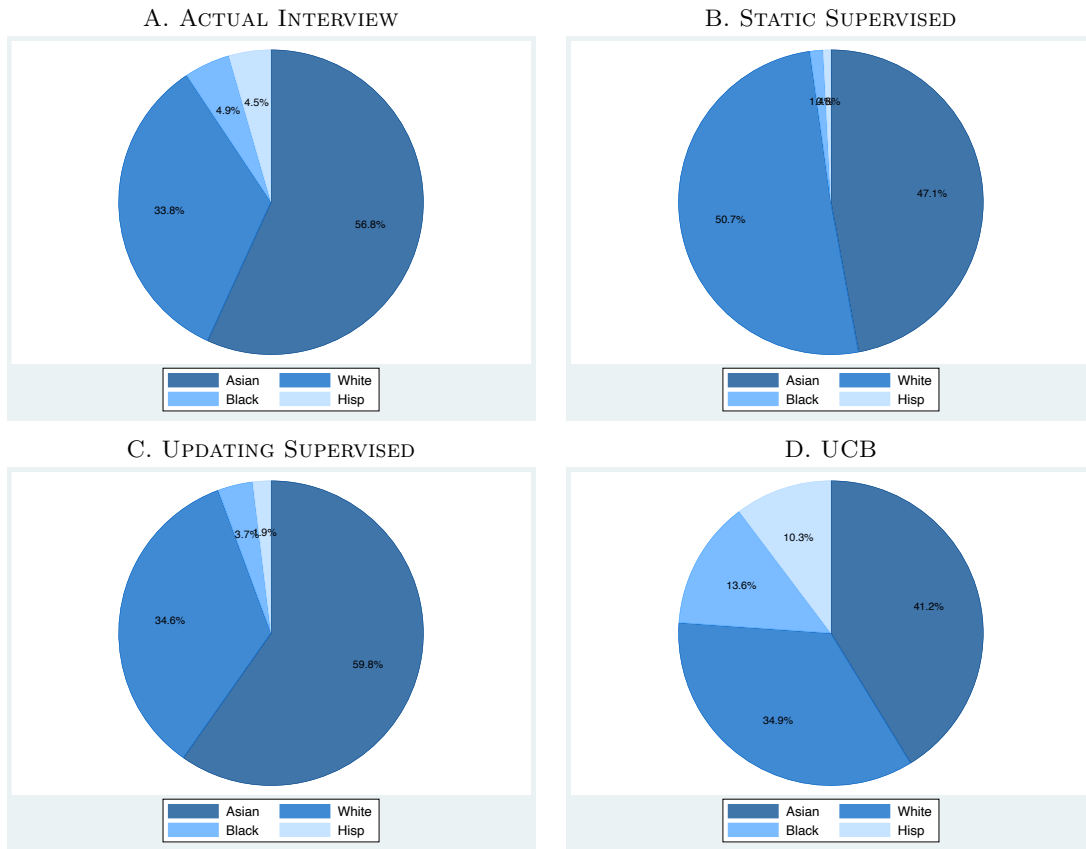 A. ACTUAL INTERVIEW
4.5%
4.9%
33.8%
56.8%
Asian White
Black Hisp
B. STATIC SUPERVISED
47.1%
50.7%
Asian White
Black Hisp
C. UPDATING SUPERVISED
3.7% 1.9%
34.6%
59.8%
Asian White
Black Hisp
D. UCB
10.3%
13.6%
41.2%
34.9%
Asian White
Black Hisp